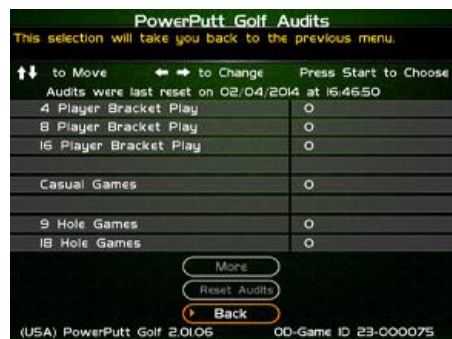 PowerPutt Golf Audits
This selection will take you back to the previous menu.
to Move to Change Press Start to Choose
Audits were last reset on 02/04/2014 at 16:46:50
4 Player Bracket Play 0
8 Player Bracket Play 0
16 Player Bracket Play 0
Casual Games 0
9 Hole Games 0
18 Hole Games 0
More
Reset Audits
Back
(USA) PowerPutt Golf 2.01.06 OD-Game ID 23-000075